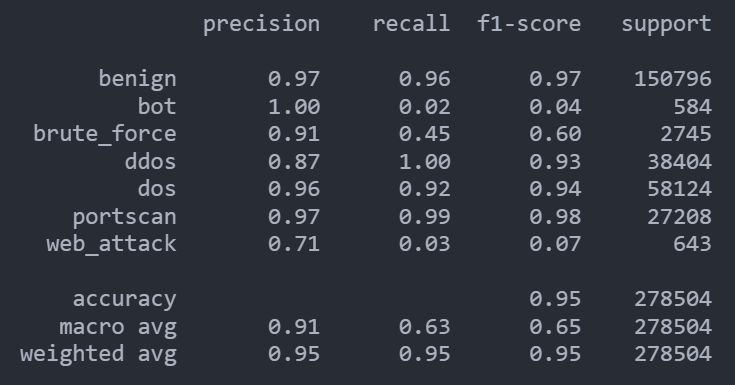 precision recall f1-score support
benign 0.97 0.96 0.97 150796
bot 1.00 0.02 0.04 584
brute_force 0.91 0.45 0.60 2745
ddos 0.87 1.00 0.93 38404
dos 0.96 0.92 0.94 58124
portscan 0.97 0.99 0.98 27208
web_attack 0.71 0.03 0.07 643
accuracy 0.95 278504
macro avg 0.91 0.63 0.65 278504
weighted avg 0.95 0.95 0.95 278504